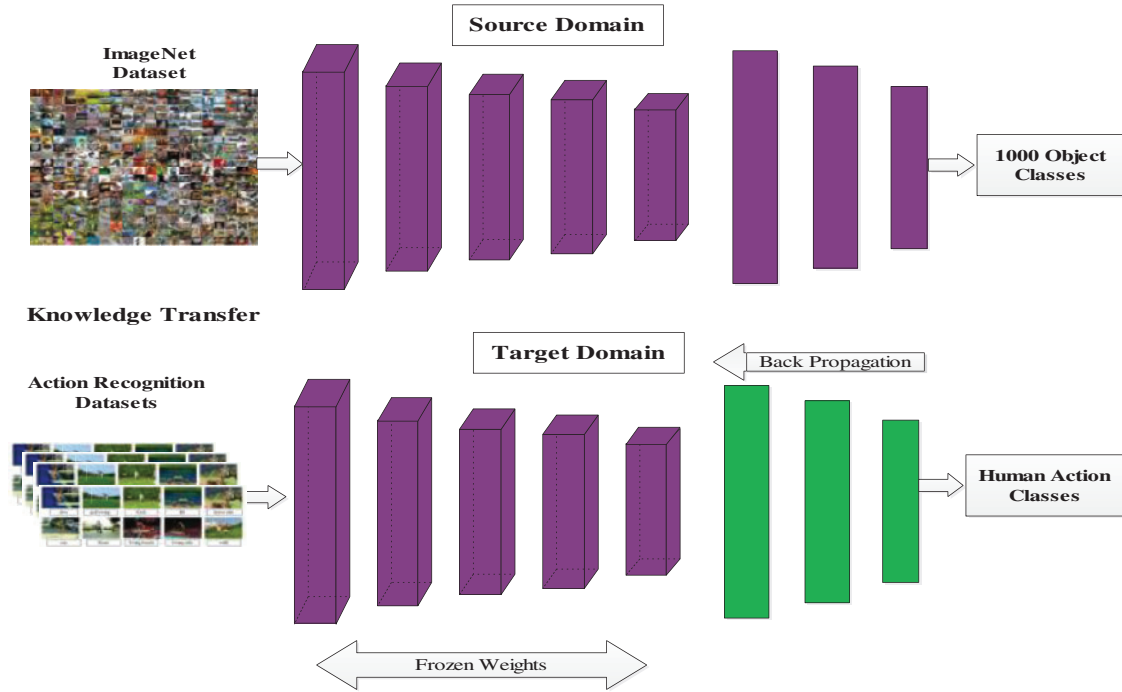 Source Domain
ImageNet
Dataset
1000 Object
Classes
Knowledge Transfer
Target Domain
Back Propagation
Action Recognition
Datasets
Human Action
Classes
Frozen Weights